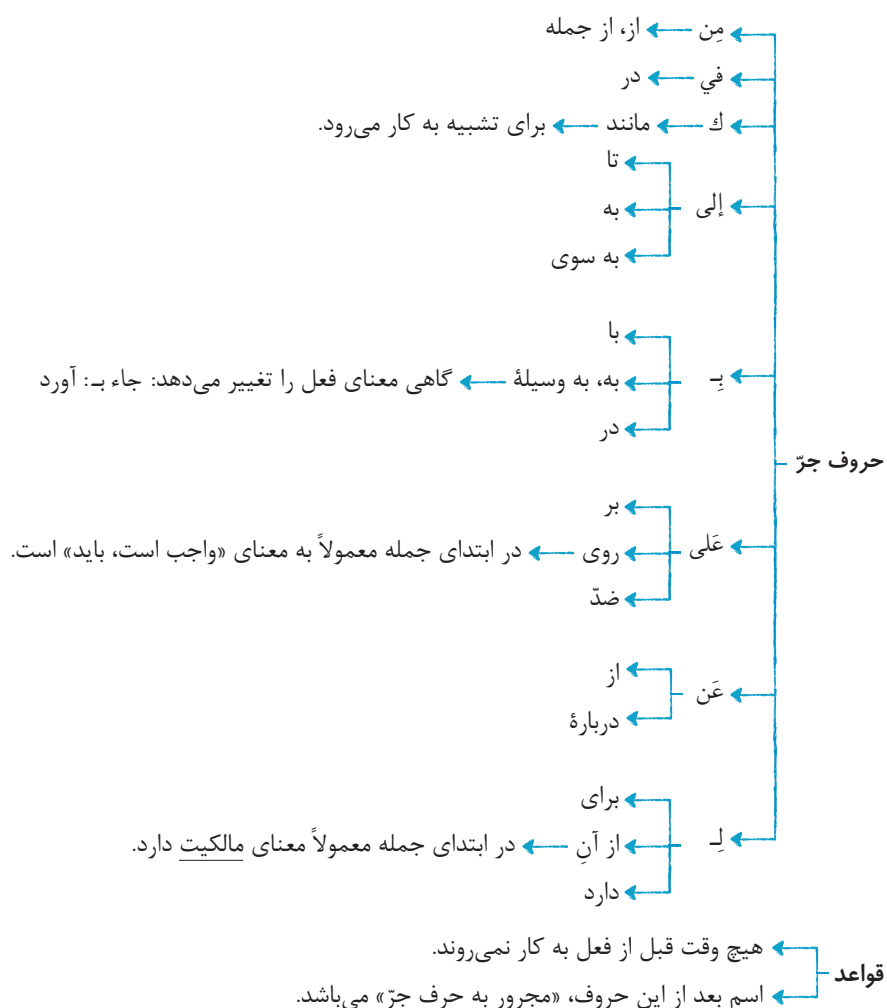 مِن از، از جمله
في در
ك مانند برای تشبیه به کار می‌رود.
تا
إلی به
به سوی
با
بِـ به، به وسیلهٔ گاهی معنای فعل را تغییر می‌دهد: جاء بـ: آورد
در
حروف جرّ
بر
عَلی روی در ابتدای جمله معمولاً به معنای «واجب است، باید» است.
ضدّ
عَن از
دربارهٔ
برای
لِـ از آنِ در ابتدای جمله معمولاً معنای مالکیت دارد.
دارد
قواعد هیچ وقت قبل از فعل به کار نمی‌روند.
اسم بعد از این حروف، «مجرور به حرف جرّ» می‌باشد.